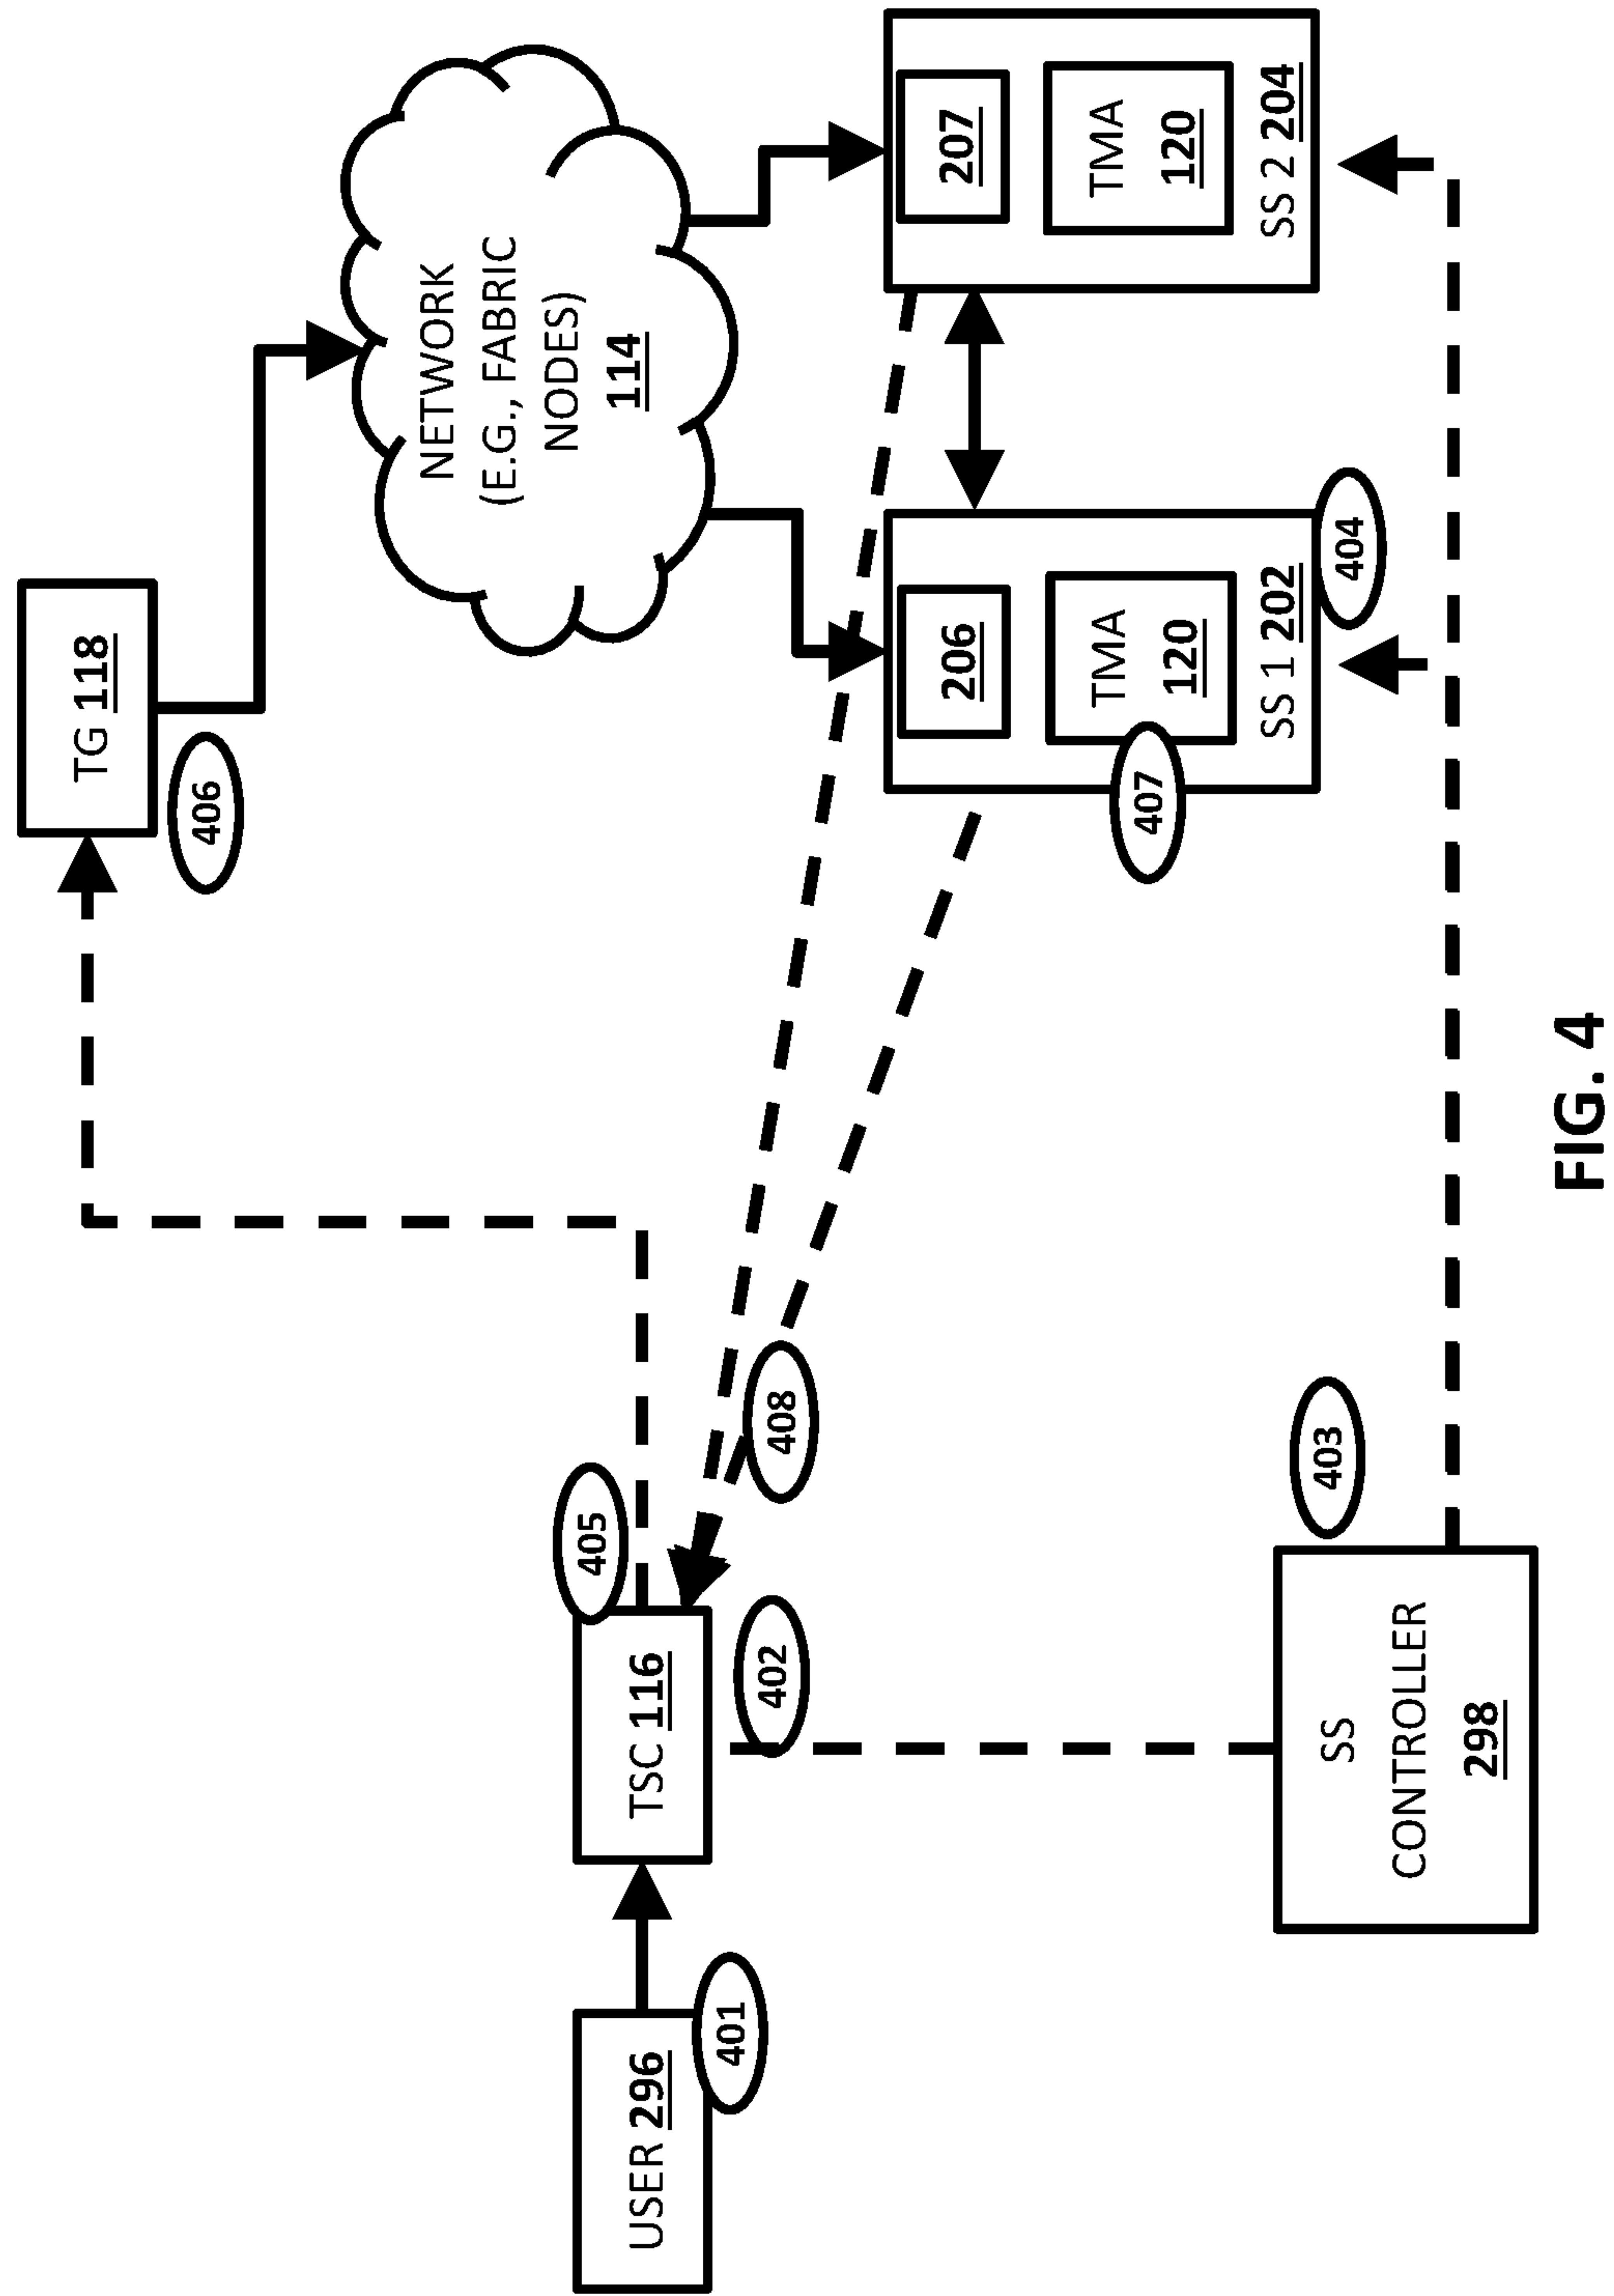 USER 296
401
TSC 116
405
402
408
SS
CONTROLLER
298
403
TG 118
406
NETWORK
(E.G., FABRIC
NODES)
114
206
TMA
120
SS 1 202
407
404
207
TMA
120
SS 2 204
FIG. 4